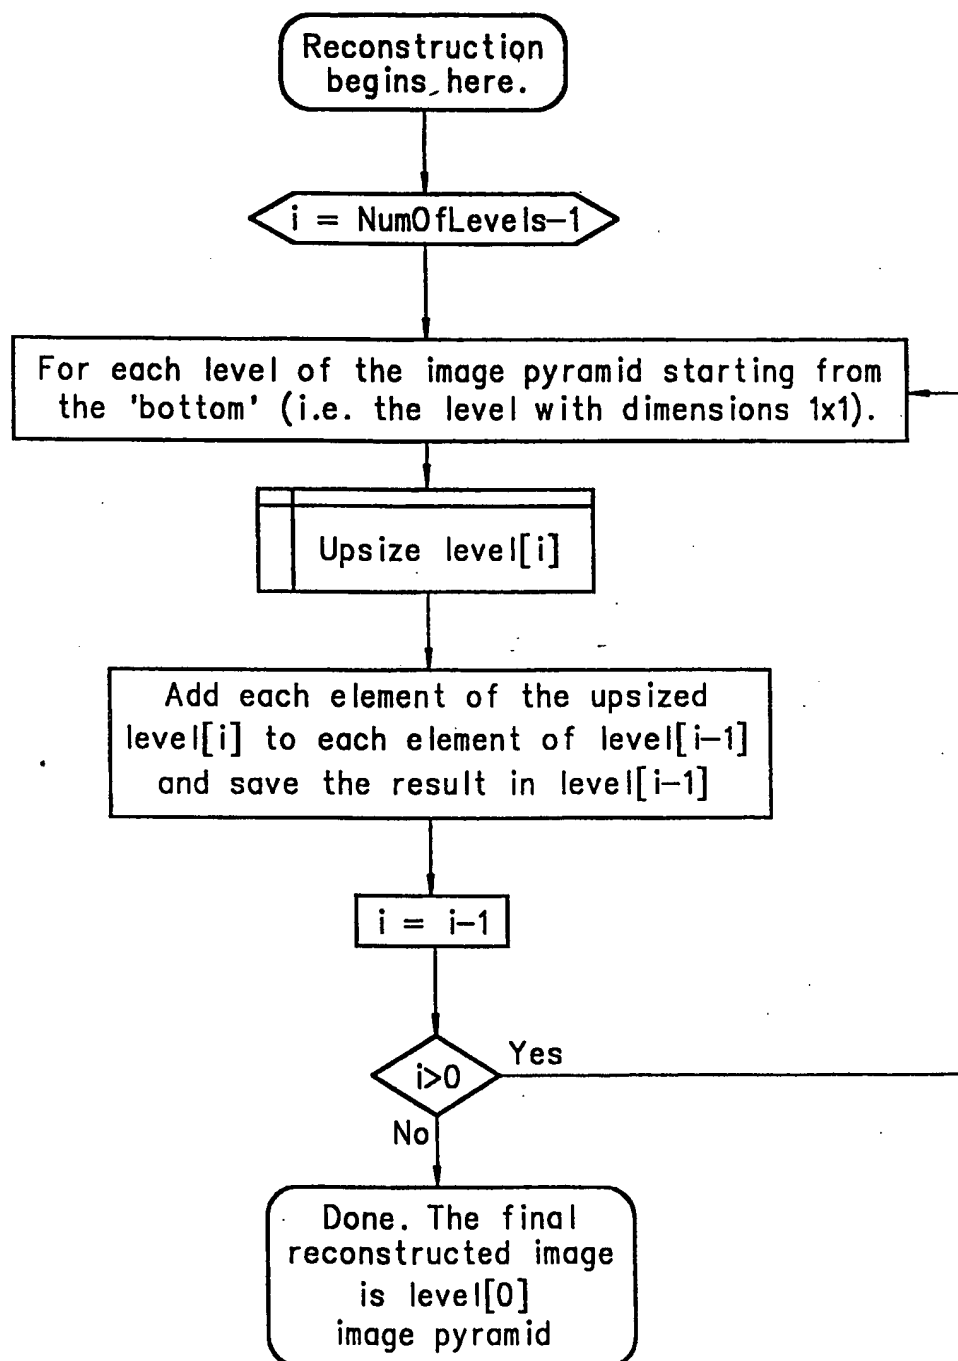 Reconstruction
begins, here.
i = NumOfLevels-1
For each level of the image pyramid starting from
the 'bottom' (i.e. the level with dimensions 1x1).
Upsize level[i]
Add each element of the upsized
level[i] to each element of level[i-1]
and save the result in level[i-1]
i = i-1
i>0
Yes
No
Done. The final
reconstructed image
is level[0]
image pyramid